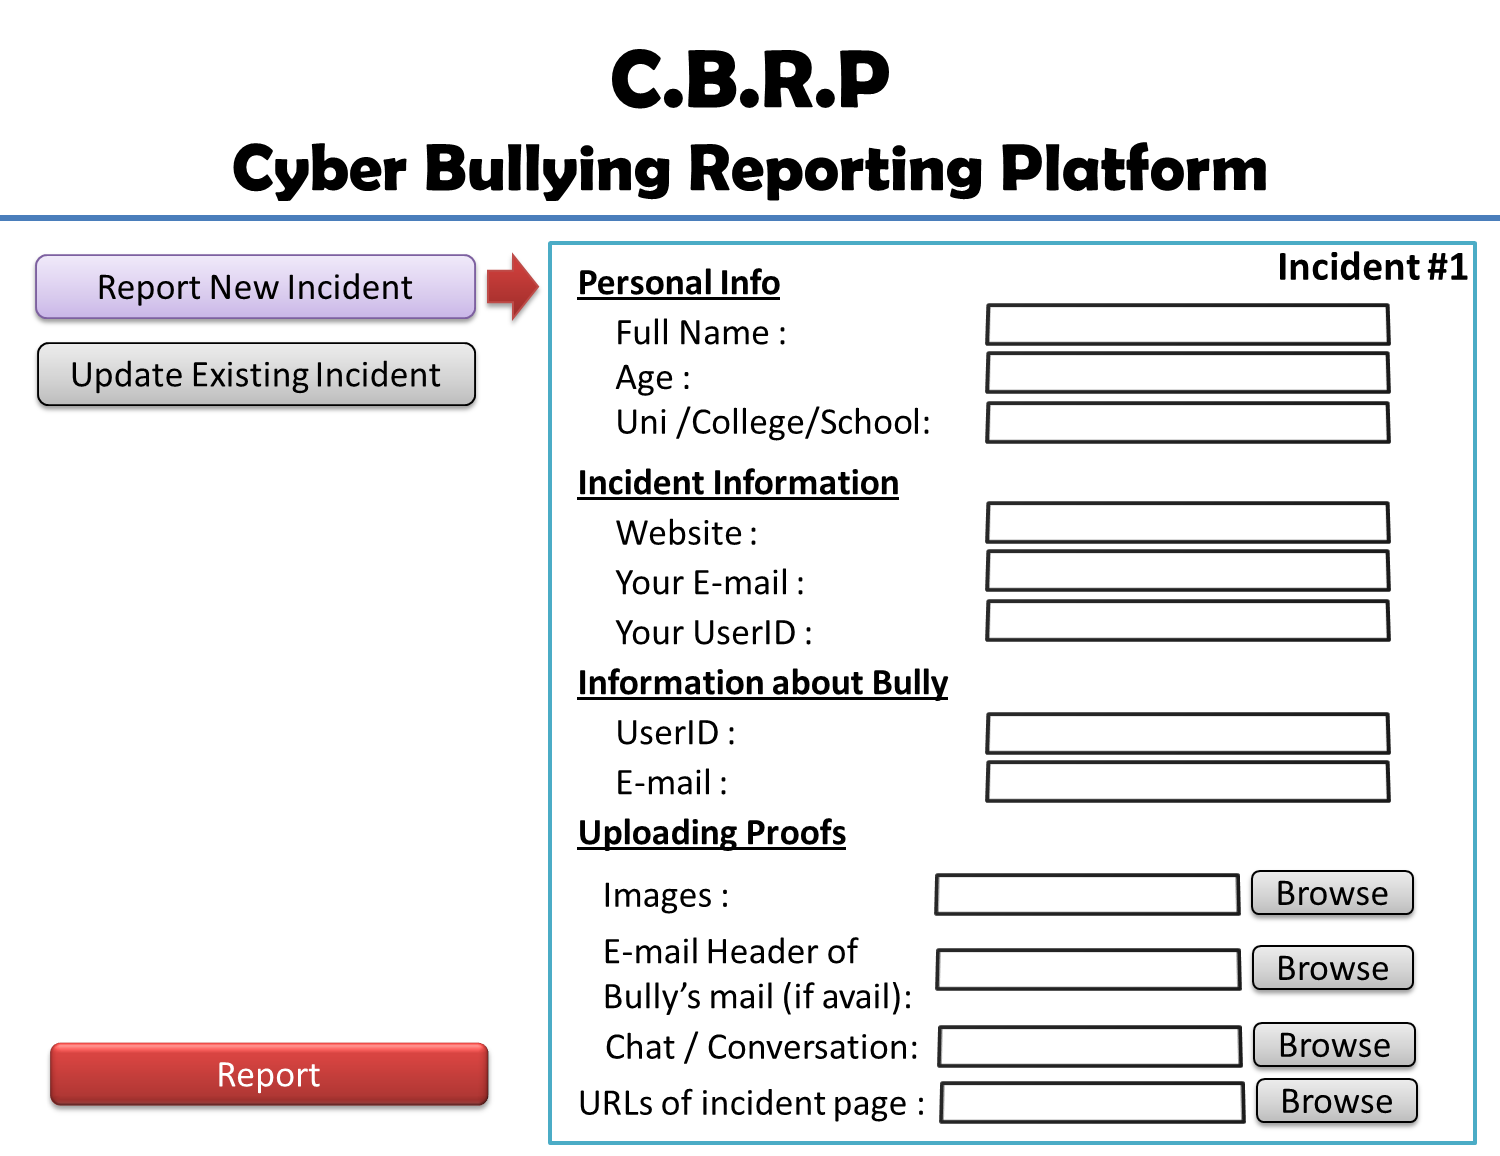 C.B.R.P
Cyber Bullying Reporting Platform
Report New Incident
Update Existing Incident
Incident #1
Personal Info
Full Name :
Age :
Uni /College/School:
Incident Information
Website :
Your E-mail :
Your UserID :
Information about Bully
UserID :
E-mail :
Uploading Proofs
Images :
Browse
E-mail Header of
Bully’s mail (if avail):
Browse
Chat / Conversation:
Browse
URLs of incident page :
Browse
Report